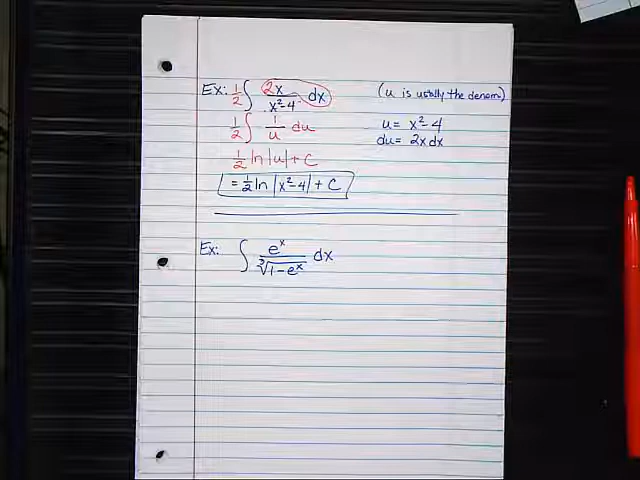 Ex: 1/2 ∫ 2x/(x²-4) dx (u is usually the denom)
1/2 ∫ 1/u du u = x²-4
1/2 ln|u| + C du = 2x dx
= 1/2 ln |x²-4| + C
Ex: ∫ eˣ/∛(1-eˣ) dx